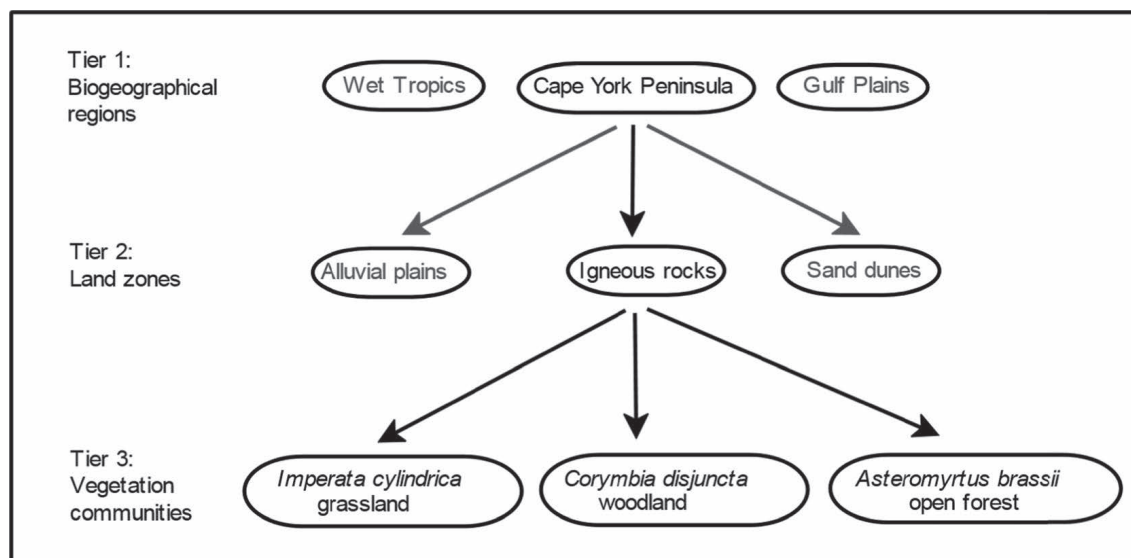 Tier 1:
Biogeographical
regions
Wet Tropics
Cape York Peninsula
Gulf Plains
Tier 2:
Land zones
Alluvial plains
Igneous rocks
Sand dunes
Tier 3:
Vegetation
communities
Imperata cylindrica
grassland
Corymbia disjuncta
woodland
Asteromyrtus brassii
open forest